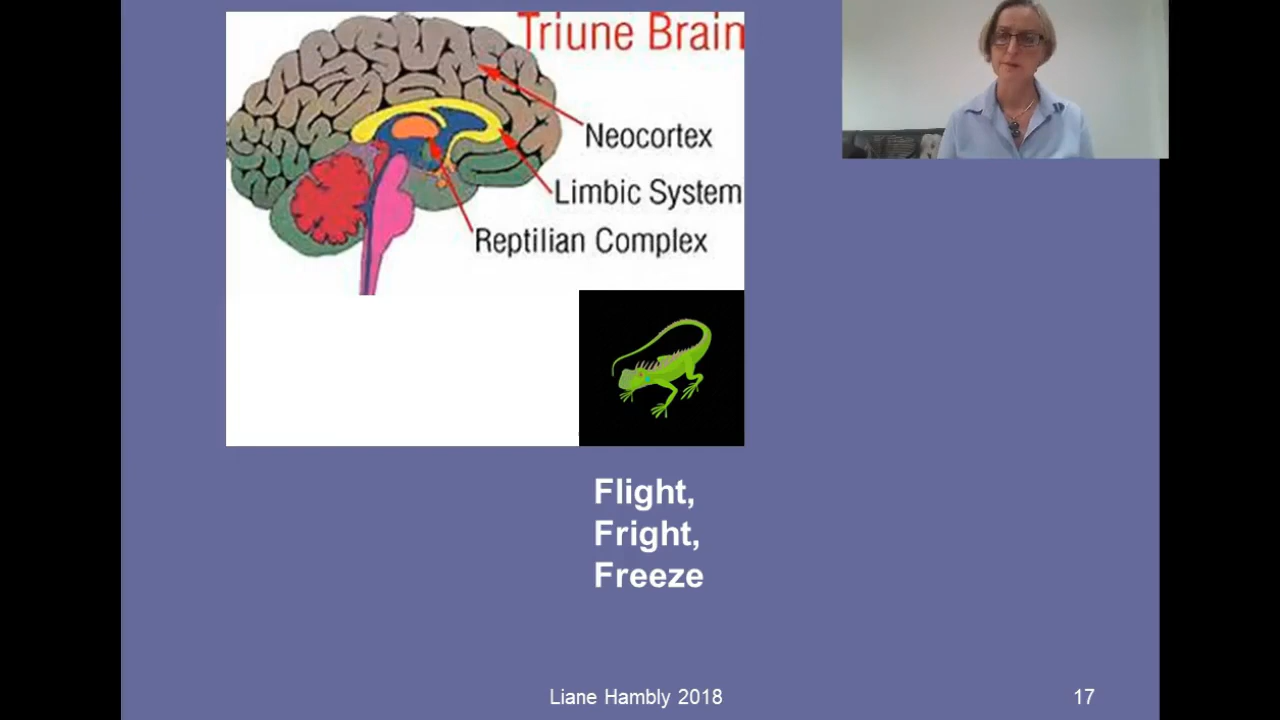 Triune Brain
Neocortex
Limbic System
Reptilian Complex
Flight,
Fright,
Freeze
Liane Hambly 2018
17